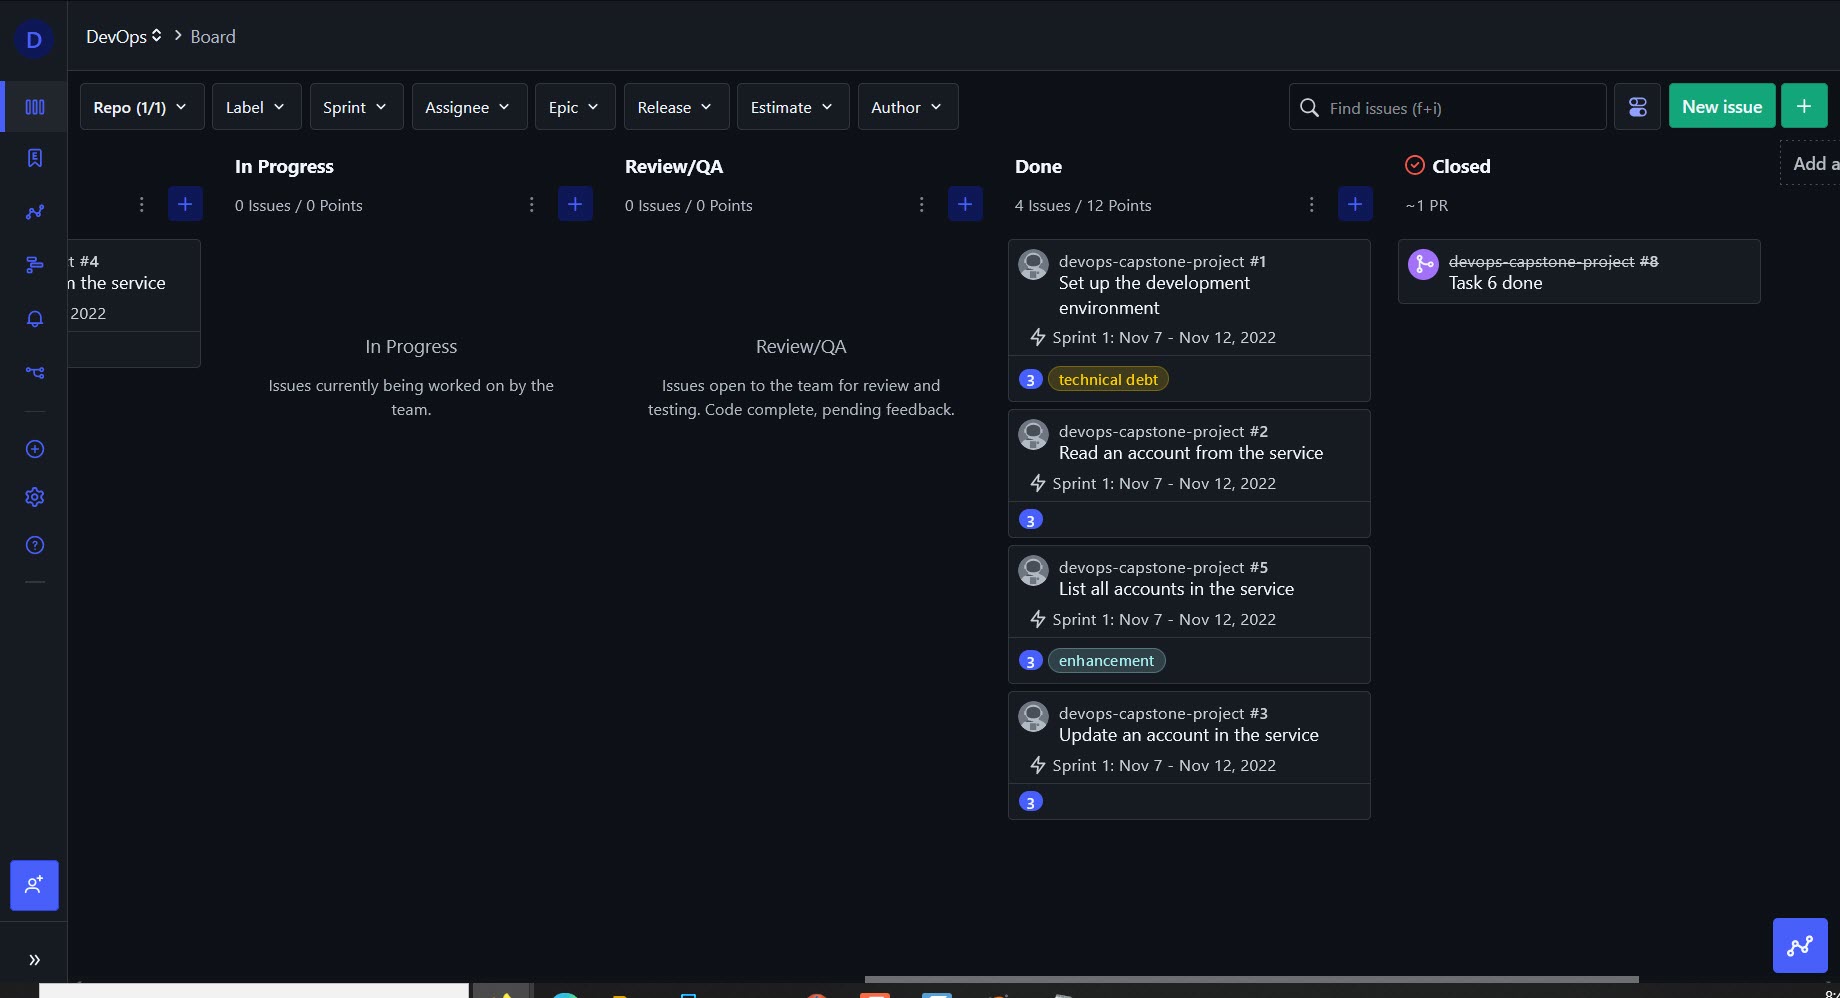 D
DevOps
Board
Repo (1/1)
Label
Sprint
Assignee
Epic
Release
Estimate
Author
Find issues (f+i)
New issue
+
Add a
#4
the service
2022
In Progress
0 Issues / 0 Points
In Progress
Issues currently being worked on by the
team.
Review/QA
0 Issues / 0 Points
Review/QA
Issues open to the team for review and
testing. Code complete, pending feedback.
Done
4 Issues / 12 Points
devops-capstone-project #1
Set up the development
environment
Sprint 1: Nov 7 - Nov 12, 2022
3 technical debt
devops-capstone-project #2
Read an account from the service
Sprint 1: Nov 7 - Nov 12, 2022
3
devops-capstone-project #5
List all accounts in the service
Sprint 1: Nov 7 - Nov 12, 2022
3 enhancement
devops-capstone-project #3
Update an account in the service
Sprint 1: Nov 7 - Nov 12, 2022
3
Closed
~1 PR
devops-capstone-project #8
Task 6 done